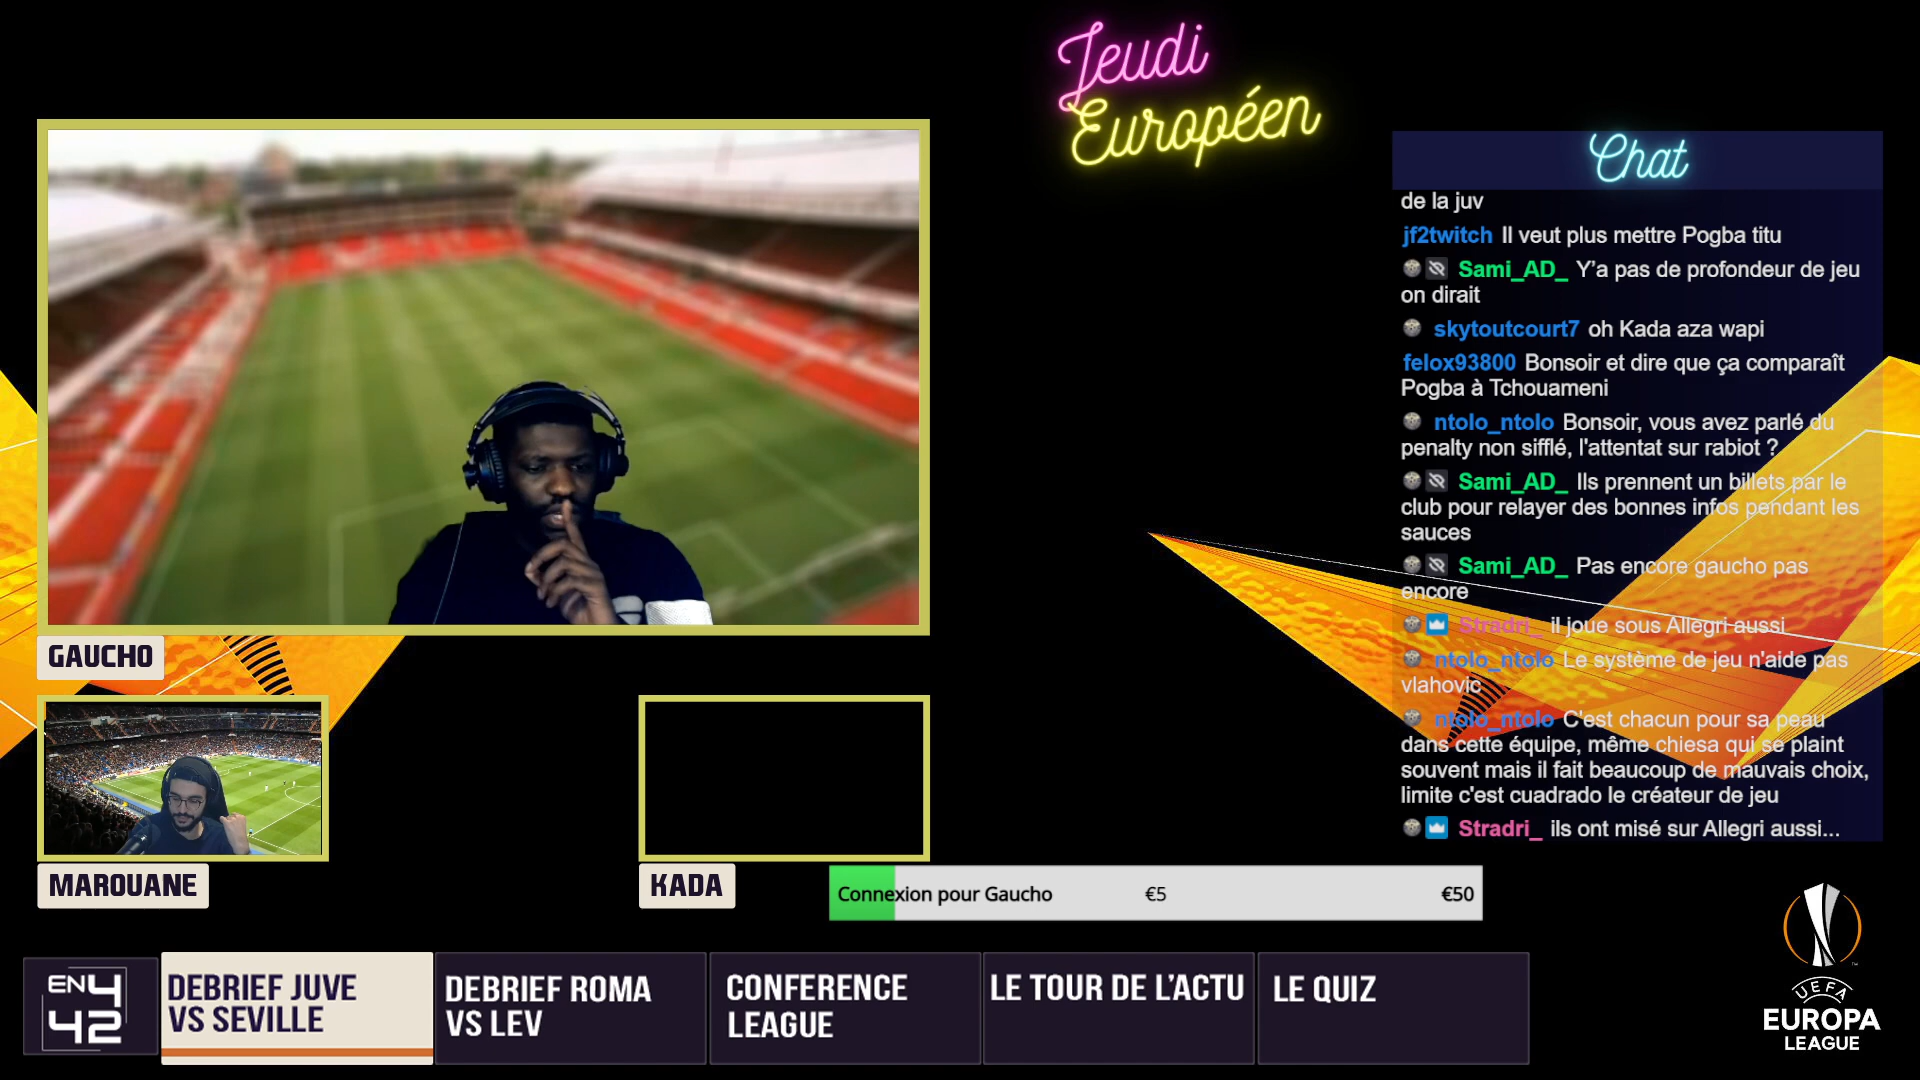 Jeudi
Européen
Chat
de la juv
jf2twitch Il veut plus mettre Pogba titu
Sami_AD_ Y'a pas de profondeur de jeu
on dirait
skytoutcourt7 oh Kada aza wapi
felox93800 Bonsoir et dire que ça comparaît
Pogba à Tchouameni
ntolo_ntolo Bonsoir, vous avez parlé du
penalty non sifflé, l'attentat sur rabiot ?
Sami_AD_ Ils prennent un billets par le
club pour relayer des bonnes infos pendant les
sauces
Sami_AD_ Pas encore gaucho pas
encore
Stradri_ il joue sous Allegri aussi
ntolo_ntolo Le système de jeu n'aide pas
vlahovic
ntolo_ntolo C'est chacun pour sa peau
dans cette équipe, même chiesa qui se plaint
souvent mais il fait beaucoup de mauvais choix,
limite c'est cuadrado le créateur de jeu
Stradri_ ils ont misé sur Allegri aussi...
GAUCHO
MAROUANE
KADA
Connexion pour Gaucho €5 €50
EN 4
42
DEBRIEF JUVE
VS SEVILLE
DEBRIEF ROMA
VS LEV
CONFERENCE
LEAGUE
LE TOUR DE L'ACTU
LE QUIZ
UEFA
EUROPA
LEAGUE